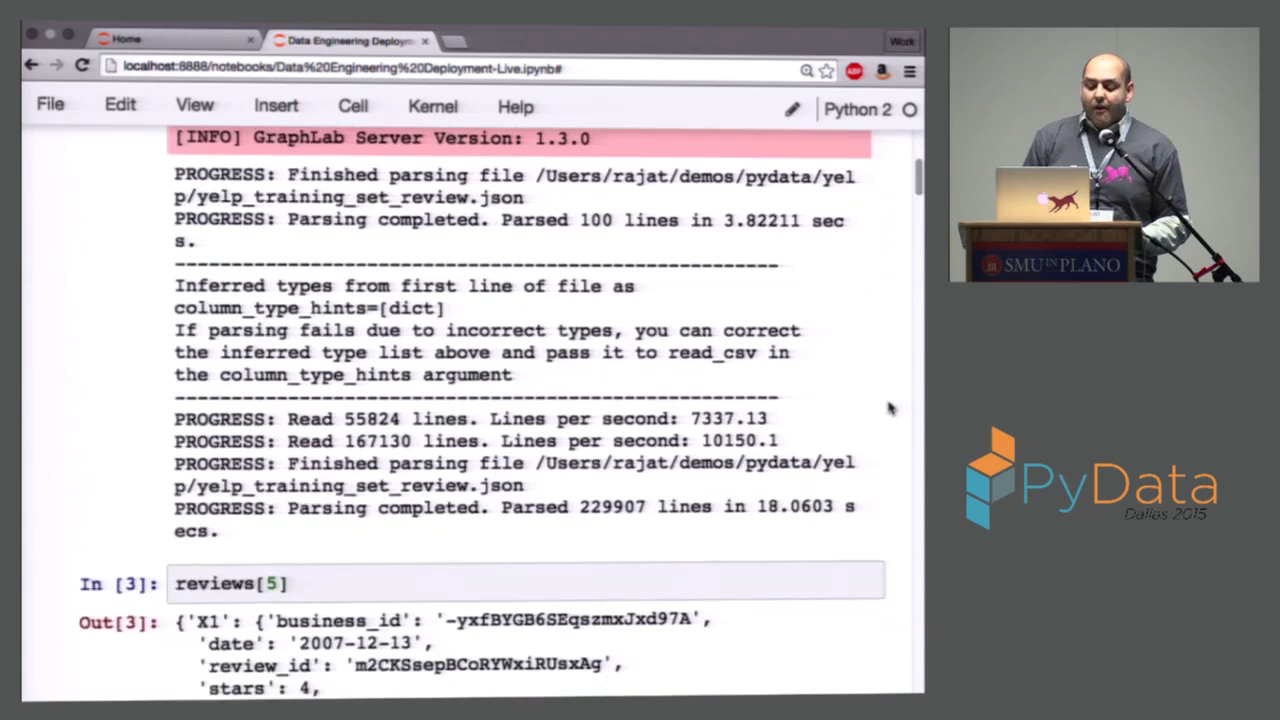 Home
Data Engineering Deploym
Work
localhost:8888/notebooks/Data%20Engineering%20Deployment-Live.ipynb#
ABP
a
File Edit View Insert Cell Kernel Help
Python 2
[INFO] GraphLab Server Version: 1.3.0
PROGRESS: Finished parsing file /Users/rajat/demos/pydata/yel
p/yelp_training_set_review.json
PROGRESS: Parsing completed. Parsed 100 lines in 3.82211 sec
s.
------------------------------------------------------
Inferred types from first line of file as
column_type_hints=[dict]
If parsing fails due to incorrect types, you can correct
the inferred type list above and pass it to read_csv in
the column_type_hints argument
------------------------------------------------------
PROGRESS: Read 55824 lines. Lines per second: 7337.13
PROGRESS: Read 167130 lines. Lines per second: 10150.1
PROGRESS: Finished parsing file /Users/rajat/demos/pydata/yel
p/yelp_training_set_review.json
PROGRESS: Parsing completed. Parsed 229907 lines in 18.0603 s
ecs.
In [3]: reviews[5]
Out[3]: {'X1': {'business_id': '-yxfBYGB6SEqszmxJxd97A',
'date': '2007-12-13',
'review_id': 'm2CKSsepBCoRYWxiRUsxAg',
'stars': 4,
SMU IN PLANO
PyData
Dallas 2015